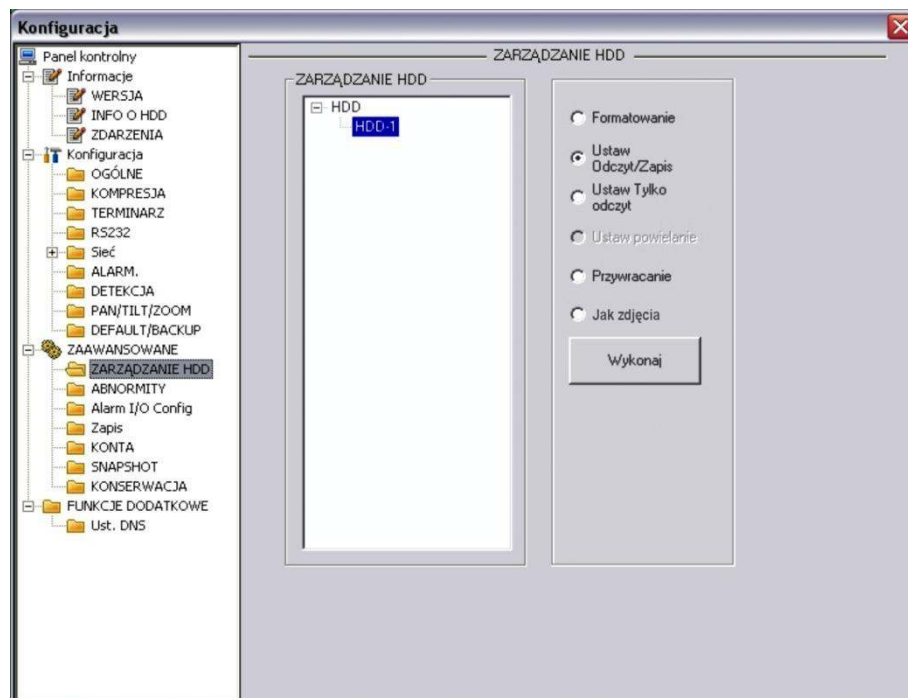 Konfiguracja
Panel kontrolny
Informacje
WERSJA
INFO O HDD
ZDARZENIA
Konfiguracja
OGÓLNE
KOMPRESJA
TERMINARZ
RS232
Sieć
ALARM.
DETEKCJA
PAN/TILT/ZOOM
DEFAULT/BACKUP
ZAAWANSOWANE
ZARZĄDZANIE HDD
ABNORMITY
Alarm I/O Config
Zapis
KONTA
SNAPSHOT
KONSERWACJA
FUNKCJE DODATKOWE
Ust. DNS
ZARZĄDZANIE HDD
ZARZĄDZANIE HDD
HDD
HDD-1
Formatowanie
Ustaw
Odczyt/Zapis
Ustaw Tylko
odczyt
Ustaw powielanie
Przywracanie
Jak zdjęcia
Wykonaj